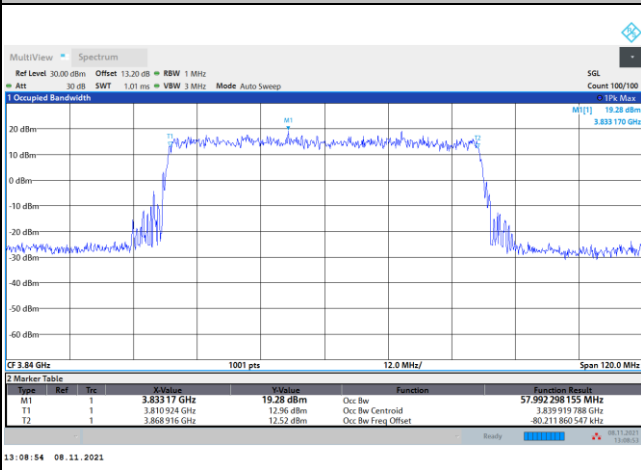 MultiView Spectrum
Ref Level 30.00 dBm Offset 13.20 dB RBW 1 MHz SGL
Att 30 dB SWT 1.01 ms VBW 3 MHz Mode Auto Sweep Count 100/100
1 Occupied Bandwidth 1Pk Max
M1[1] 19.28 dBm
3.833 170 GHz
M1
T1 T2
20 dBm
10 dBm
0 dBm
-10 dBm
-20 dBm
-30 dBm
-40 dBm
-50 dBm
-60 dBm
CF 3.84 GHz 1001 pts 12.0 MHz/ Span 120.0 MHz
2 Marker Table
Type Ref Trc X-Value Y-Value Function Function Result
M1 1 3.83317 GHz 19.28 dBm Occ Bw 57.992 298 155 MHz
T1 1 3.810 924 GHz 12.96 dBm Occ Bw Centroid 3.839 919 788 GHz
T2 1 3.868 916 GHz 12.52 dBm Occ Bw Freq Offset -80.211 860 547 kHz
Ready 08.11.2021
13:08:53
13:08:54 08.11.2021